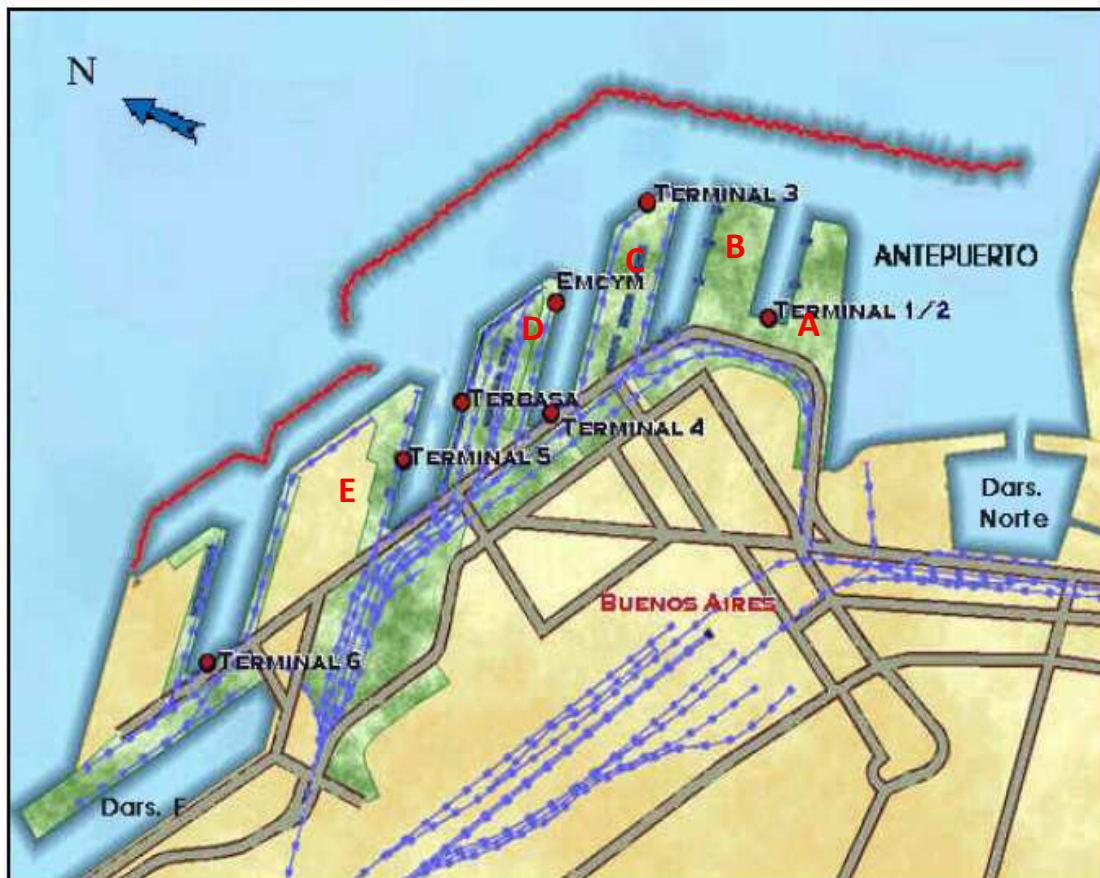 N
TERMINAL 3
B
ANTEPUERTO
C
EMCYM
TERMINAL 1/2
A
D
TERBASA
TERMINAL 4
TERMINAL 5
E
Dars.
Norte
BUENOS AIRES
TERMINAL 6
Dars.